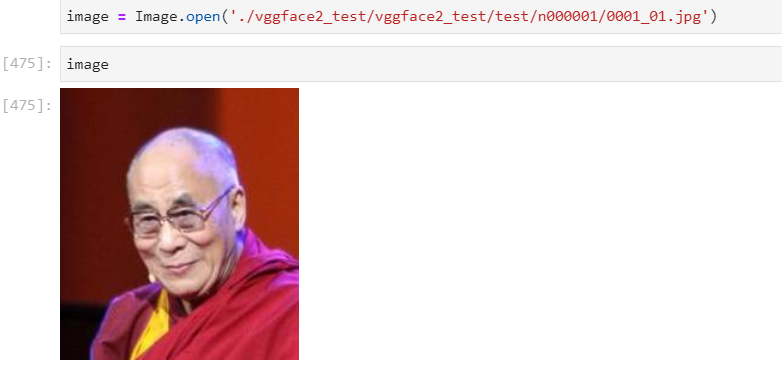 image = Image.open('./vggface2_test/vggface2_test/test/n000001/0001_01.jpg')
[475]: image
[475]: